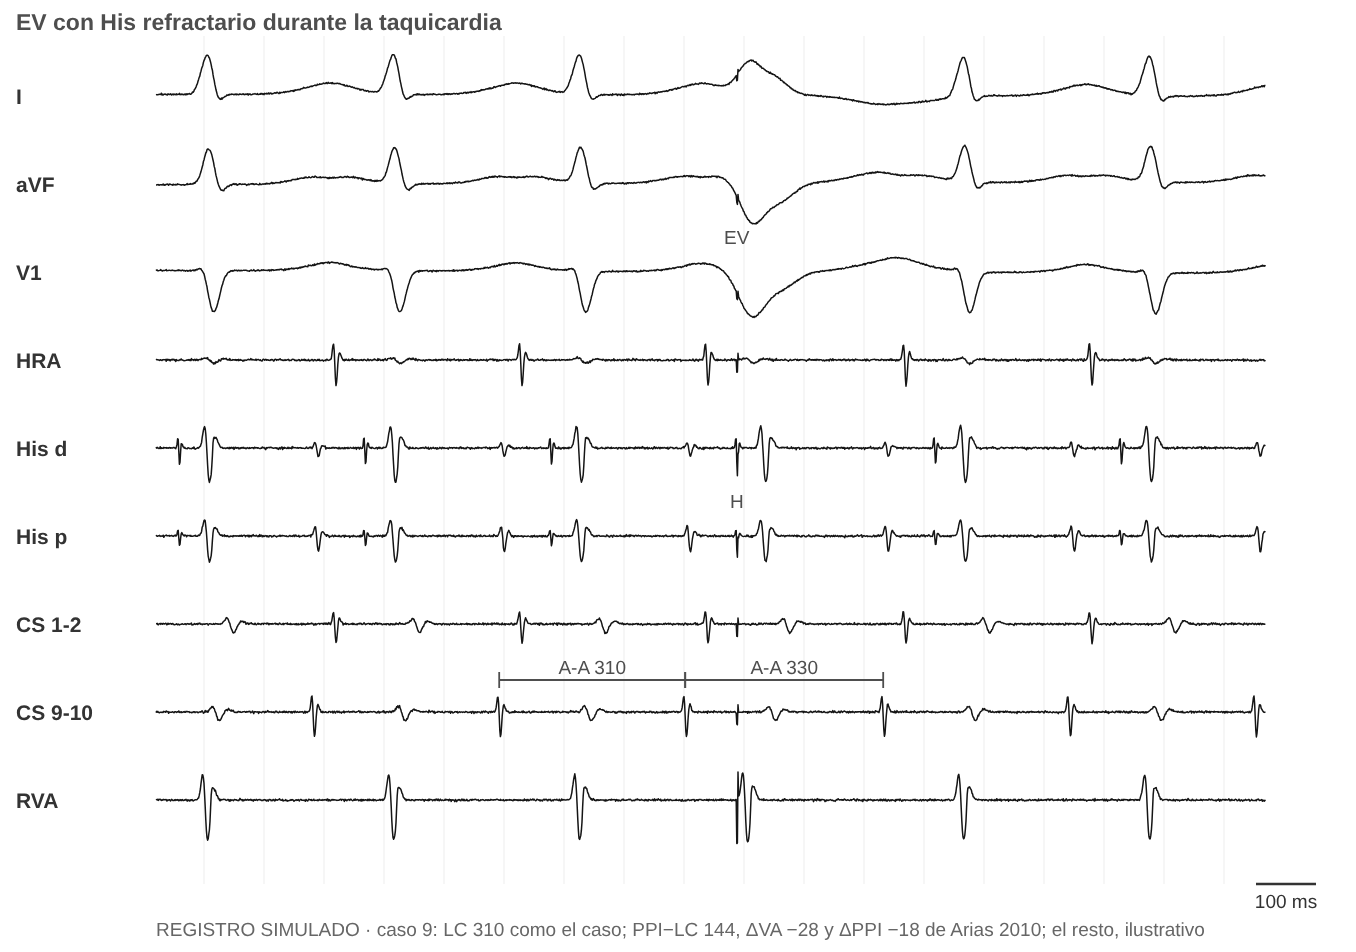 EV con His refractario durante la taquicardia
I
aVF
EV
V1
HRA
His d
H
His p
CS 1-2
A-A 310 A-A 330
CS 9-10
RVA
100 ms
REGISTRO SIMULADO · caso 9: LC 310 como el caso; PPI−LC 144, ΔVA −28 y ΔPPI −18 de Arias 2010; el resto, ilustrativo